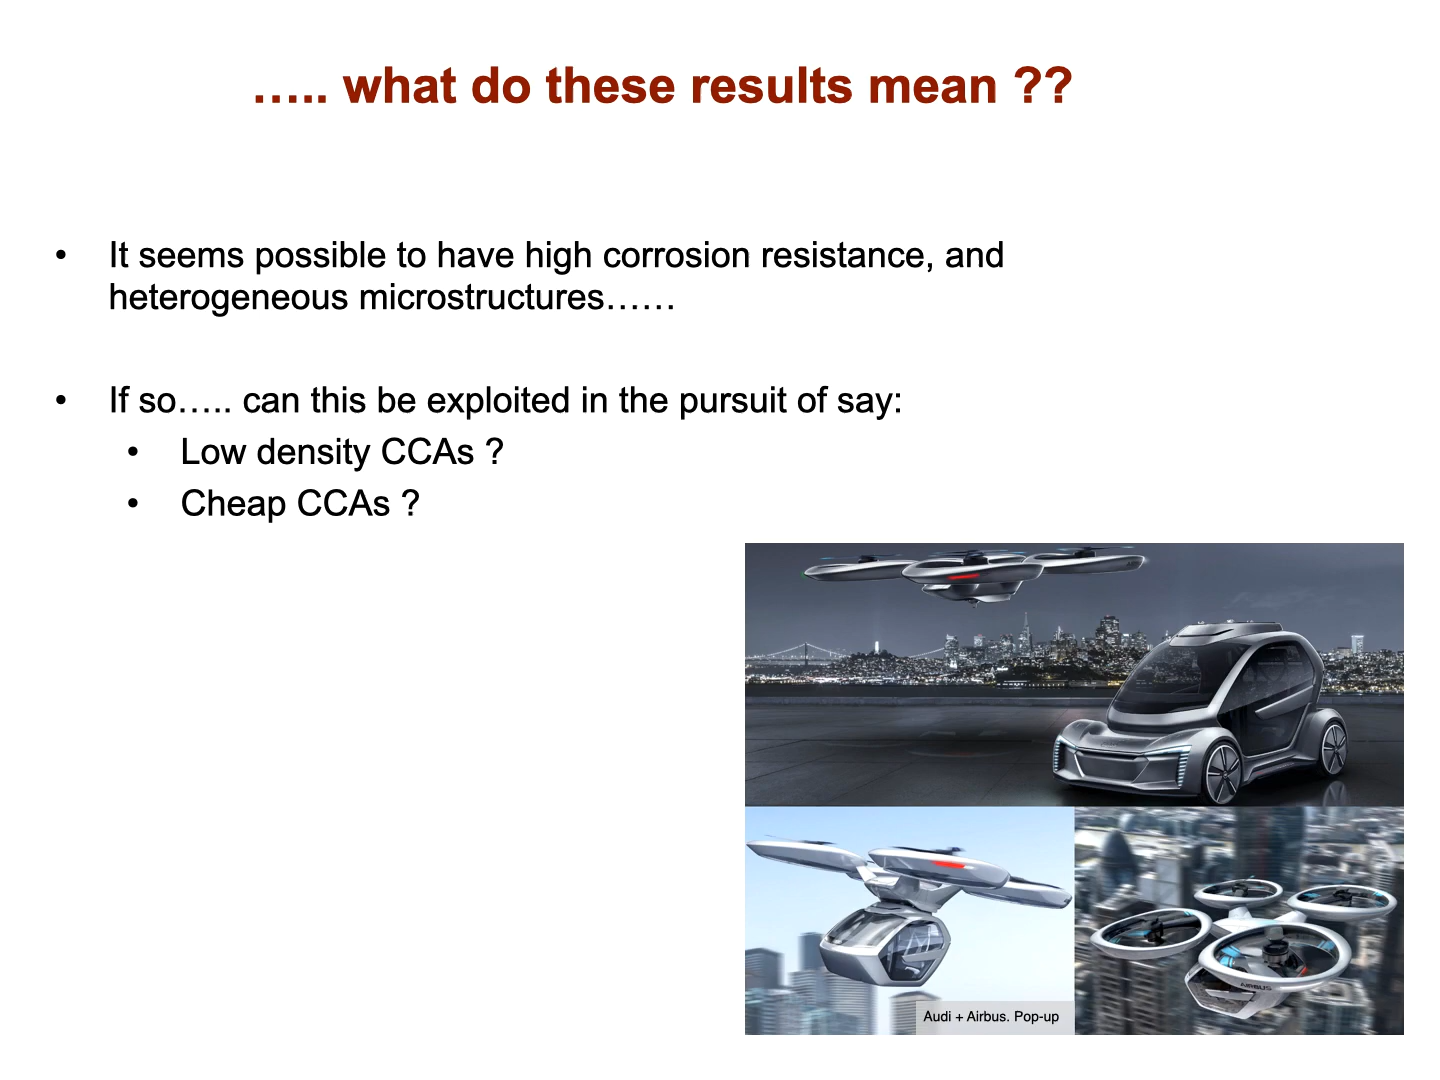 ….. what do these results mean ??
• It seems possible to have high corrosion resistance, and
heterogeneous microstructures……
• If so….. can this be exploited in the pursuit of say:
• Low density CCAs ?
• Cheap CCAs ?
Audi + Airbus. Pop-up
AIRBUS